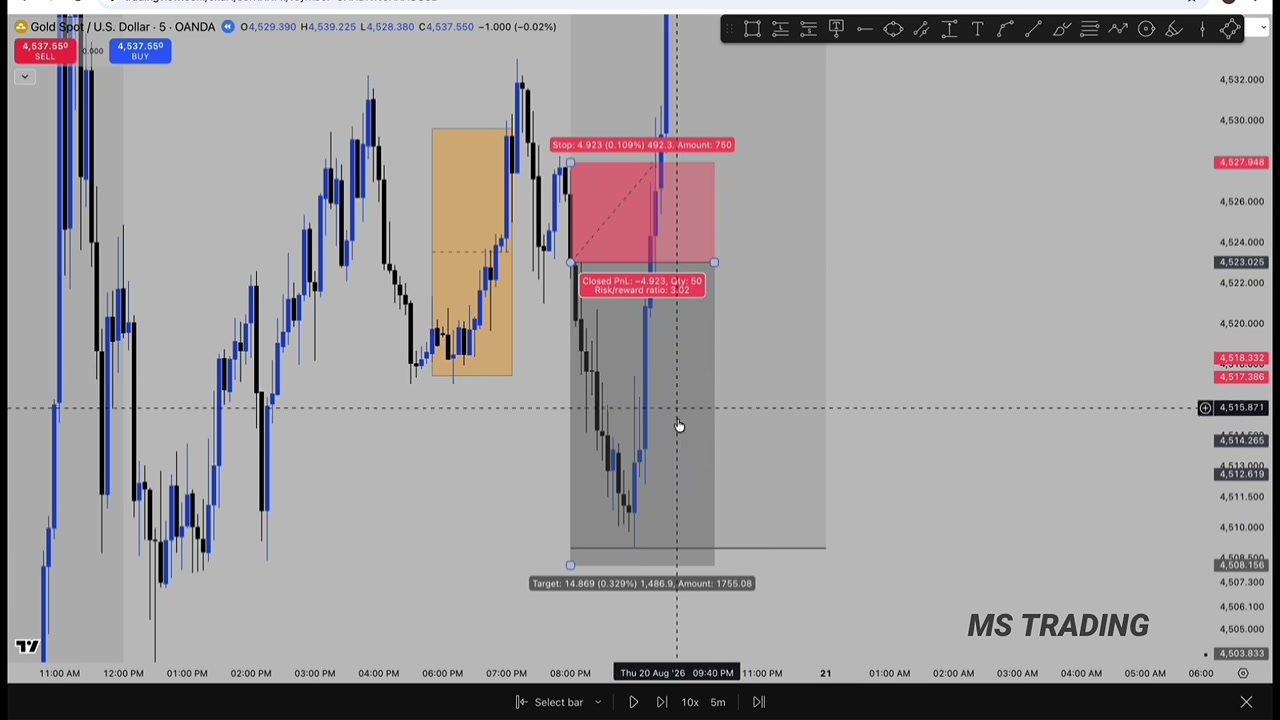 Gold Spot / U.S. Dollar · 5 · OANDA O4,529.390 H4,539.225 L4,528.380 C4,537.550 −1.000 (−0.02%)
4,537.550 SELL
0.000
4,537.550 BUY
Stop: 4.923 (0.109%) 492.3, Amount: 750
Closed PnL: −4.923, Qty: 50
Risk/reward ratio: 3.02
Target: 14.869 (0.329%) 1,486.9, Amount: 1755.08
4,532.000
4,530.000
4,527.948
4,526.000
4,524.000
4,523.025
4,522.000
4,520.000
4,518.332
4,517.386
4,515.871
4,514.265
4,513.000
4,512.619
4,511.500
4,510.000
4,508.156
4,507.300
4,506.100
4,505.000
4,503.833
MS TRADING
11:00 AM 12:00 PM 01:00 PM 02:00 PM 03:00 PM 04:00 PM 06:00 PM 07:00 PM 08:00 PM Thu 20 Aug '26 09:40 PM 11:00 PM 21 01:00 AM 02:00 AM 03:00 AM 04:00 AM 05:00 AM 06:00
Select bar 10x 5m